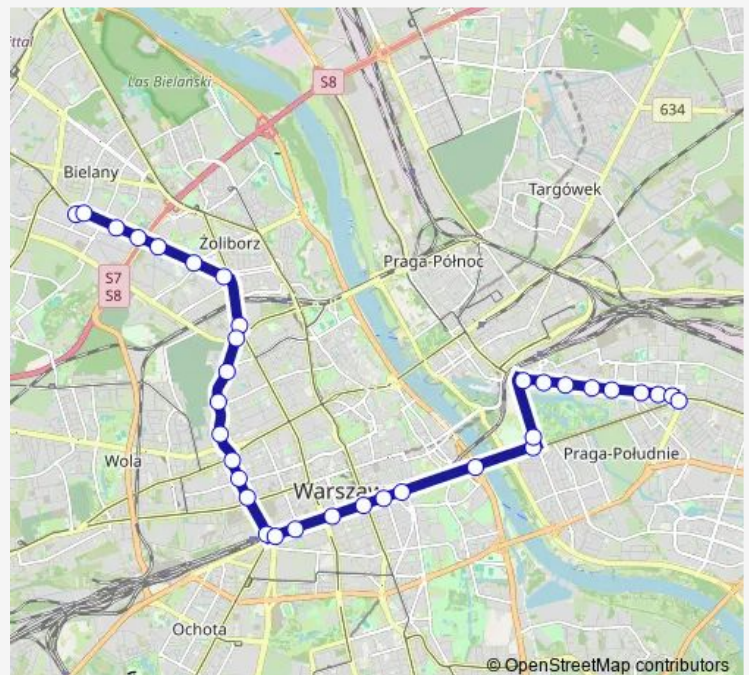 Las Bielański
S8
634
Bielany
Targówek
Żoliborz
Praga-Północ
S7
S8
Wola
Praga-Południe
Warszaw
Ochota
© OpenStreetMap contributors